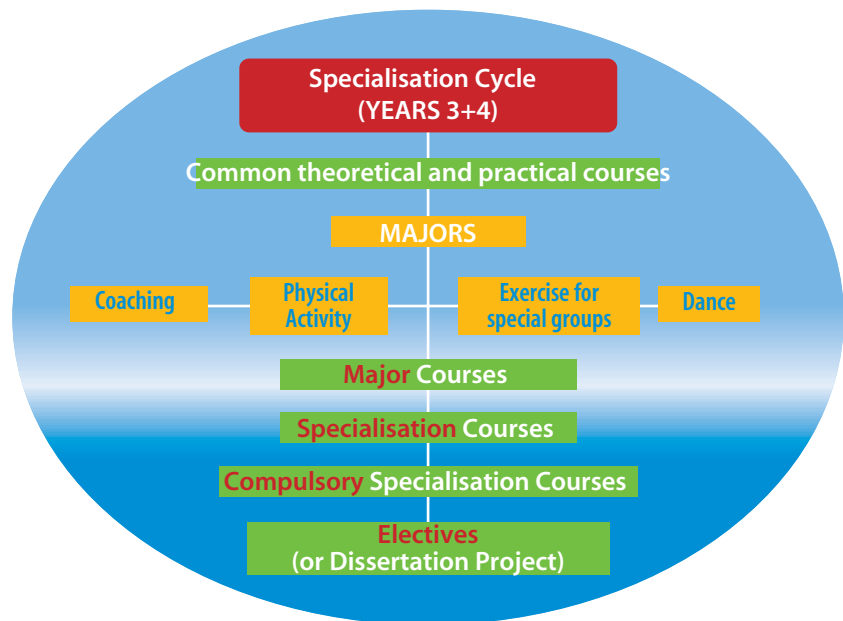 Specialisation Cycle
(YEARS 3+4)
Common theoretical and practical courses
MAJORS
Coaching
Physical
Activity
Exercise for
special groups
Dance
Major Courses
Specialisation Courses
Compulsory Specialisation Courses
Electives
(or Dissertation Project)